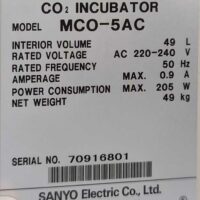 CO₂ INCUBATOR
MODEL MCO-5AC
INTERIOR VOLUME 49 L
RATED VOLTAGE AC 220-240 V
RATED FREQUENCY 50 Hz
AMPERAGE MAX. 0.9 A
POWER CONSUMPTION MAX. 205 W
NET WEIGHT 49 kg
SERIAL NO. 70916801
SANYO Electric Co., Ltd.